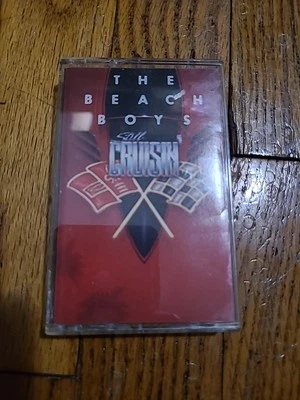 THE
BEACH
BOYS
Still
CRUISIN'